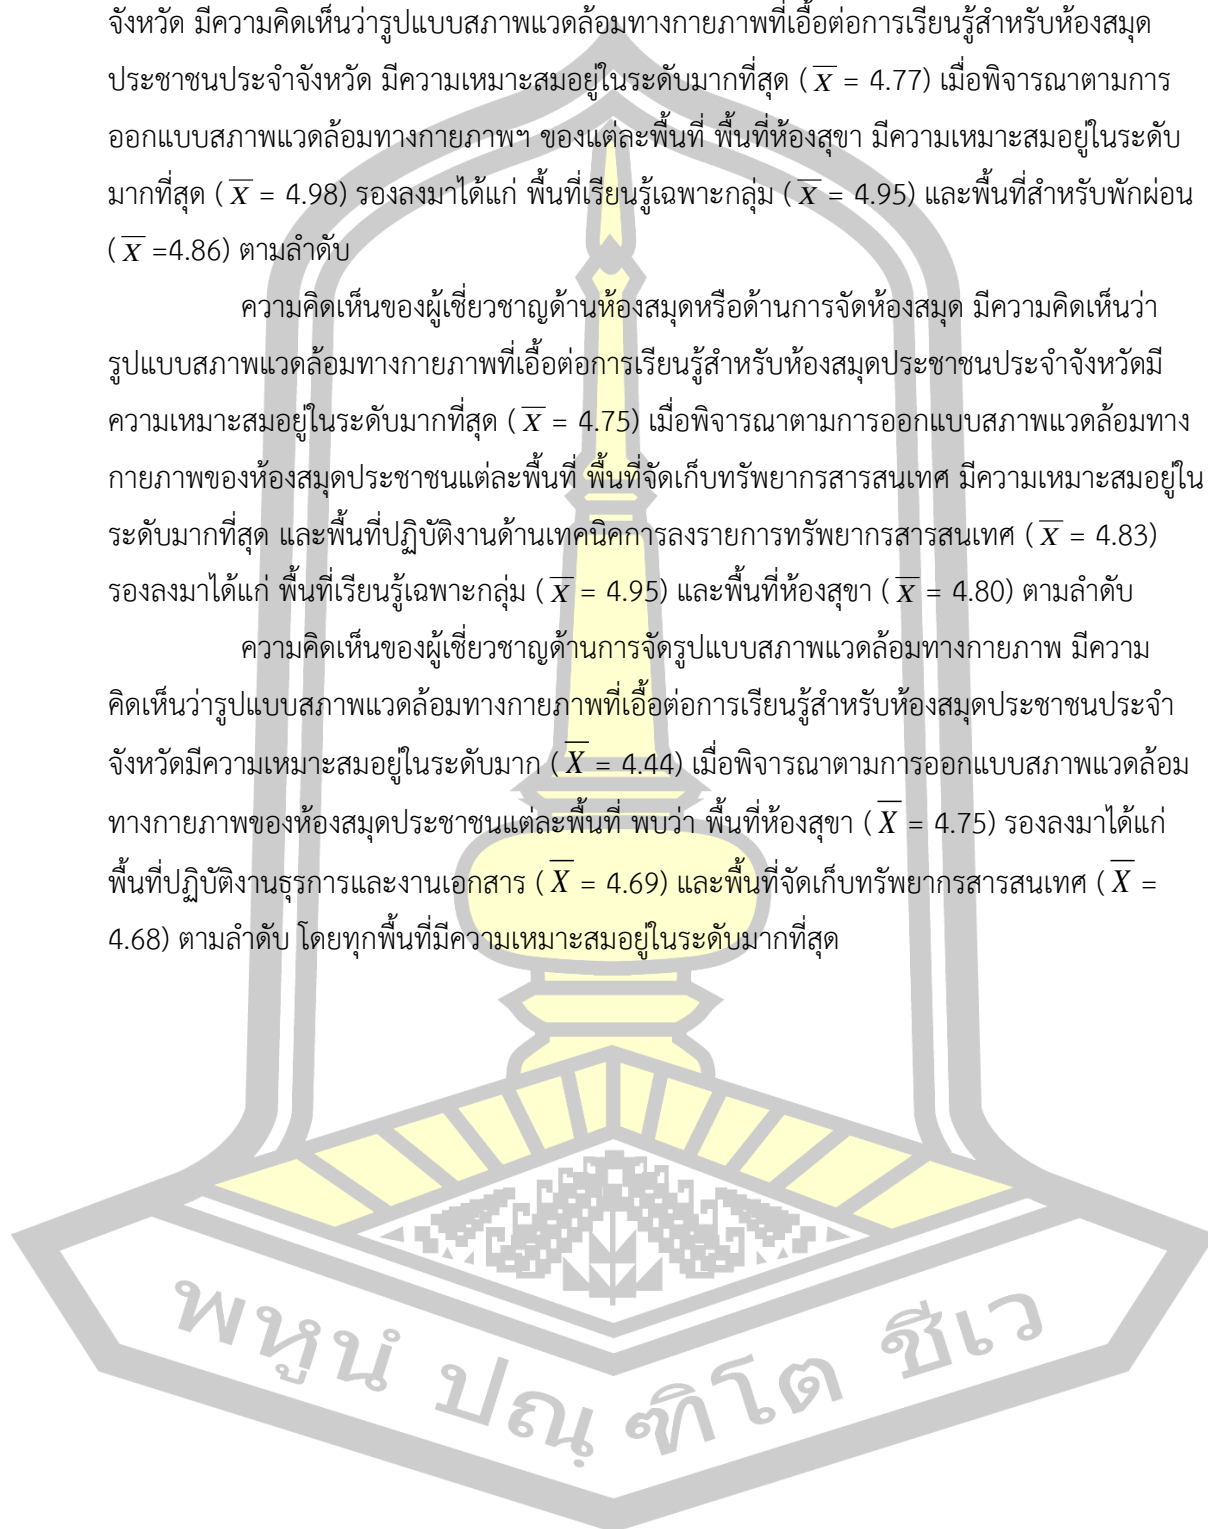 จังหวัด มีความคิดเห็นว่ารูปแบบสภาพแวดล้อมทางกายภาพที่เอื้อต่อการเรียนรู้สำหรับห้องสมุด
ประชาชนประจำจังหวัด มีความเหมาะสมอยู่ในระดับมากที่สุด ( X̅ = 4.77) เมื่อพิจารณาตามการ
ออกแบบสภาพแวดล้อมทางกายภาพฯ ของแต่ละพื้นที่ พื้นที่ห้องสุขา มีความเหมาะสมอยู่ในระดับ
มากที่สุด ( X̅ = 4.98) รองลงมาได้แก่ พื้นที่เรียนรู้เฉพาะกลุ่ม ( X̅ = 4.95) และพื้นที่สำหรับพักผ่อน
( X̅ =4.86) ตามลำดับ
ความคิดเห็นของผู้เชี่ยวชาญด้านห้องสมุดหรือด้านการจัดห้องสมุด มีความคิดเห็นว่า
รูปแบบสภาพแวดล้อมทางกายภาพที่เอื้อต่อการเรียนรู้สำหรับห้องสมุดประชาชนประจำจังหวัดมี
ความเหมาะสมอยู่ในระดับมากที่สุด ( X̅ = 4.75) เมื่อพิจารณาตามการออกแบบสภาพแวดล้อมทาง
กายภาพของห้องสมุดประชาชนแต่ละพื้นที่ พื้นที่จัดเก็บทรัพยากรสารสนเทศ มีความเหมาะสมอยู่ใน
ระดับมากที่สุด และพื้นที่ปฏิบัติงานด้านเทคนิคการลงรายการทรัพยากรสารสนเทศ ( X̅ = 4.83)
รองลงมาได้แก่ พื้นที่เรียนรู้เฉพาะกลุ่ม ( X̅ = 4.95) และพื้นที่ห้องสุขา ( X̅ = 4.80) ตามลำดับ
ความคิดเห็นของผู้เชี่ยวชาญด้านการจัดรูปแบบสภาพแวดล้อมทางกายภาพ มีความ
คิดเห็นว่ารูปแบบสภาพแวดล้อมทางกายภาพที่เอื้อต่อการเรียนรู้สำหรับห้องสมุดประชาชนประจำ
จังหวัดมีความเหมาะสมอยู่ในระดับมาก ( X̅ = 4.44) เมื่อพิจารณาตามการออกแบบสภาพแวดล้อม
ทางกายภาพของห้องสมุดประชาชนแต่ละพื้นที่ พบว่า พื้นที่ห้องสุขา ( X̅ = 4.75) รองลงมาได้แก่
พื้นที่ปฏิบัติงานธุรการและงานเอกสาร ( X̅ = 4.69) และพื้นที่จัดเก็บทรัพยากรสารสนเทศ ( X̅ =
4.68) ตามลำดับ โดยทุกพื้นที่มีความเหมาะสมอยู่ในระดับมากที่สุด
พหูนํ ปณฺฑิโต ชีเว